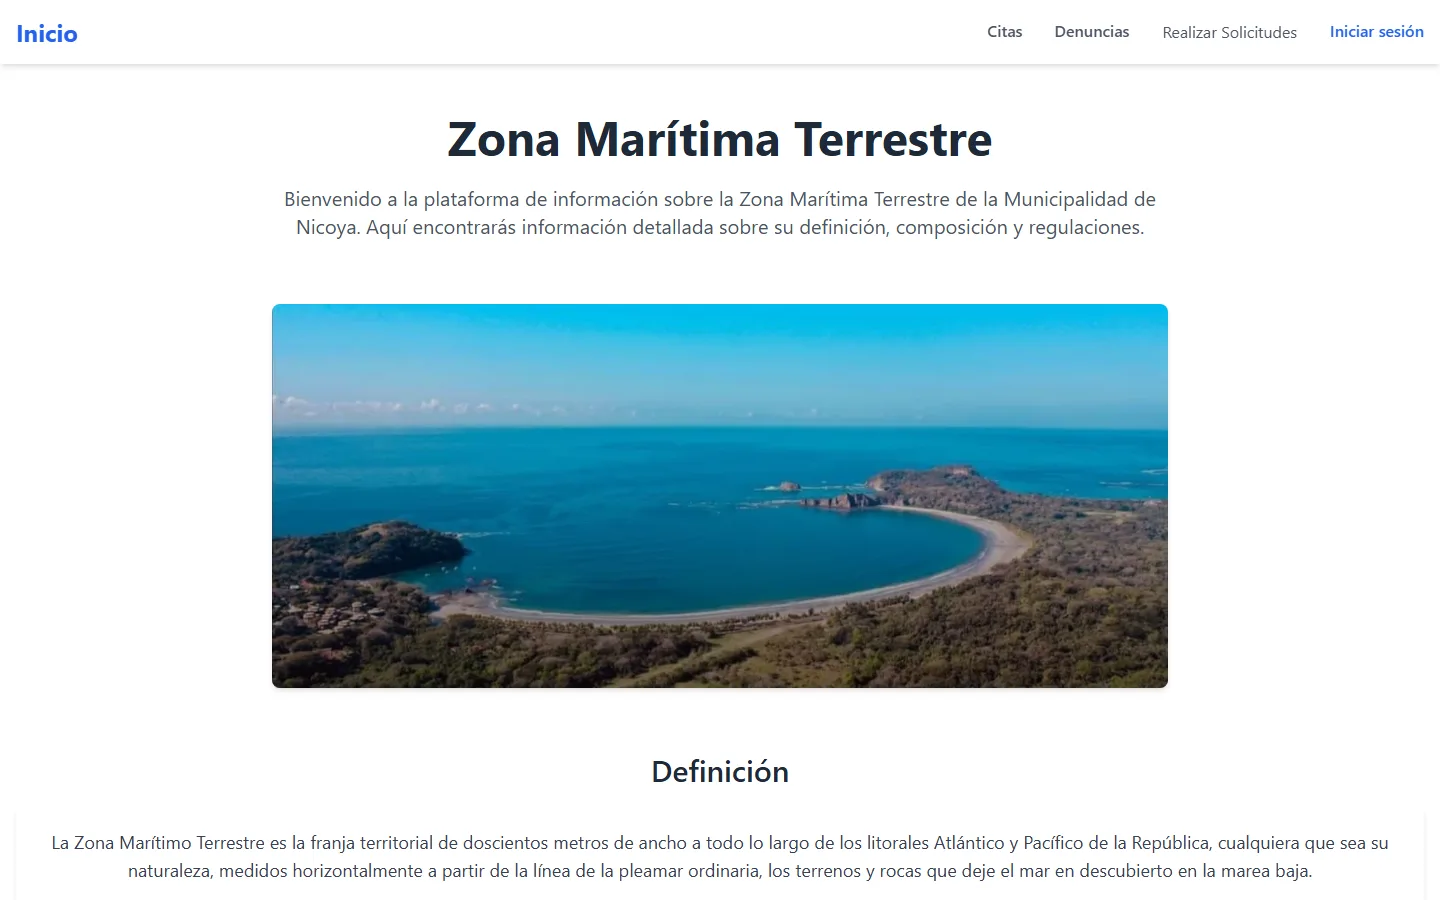 Inicio
Citas
Denuncias
Realizar Solicitudes
Iniciar sesión
Zona Marítima Terrestre
Bienvenido a la plataforma de información sobre la Zona Marítima Terrestre de la Municipalidad de
Nicoya. Aquí encontrarás información detallada sobre su definición, composición y regulaciones.
Definición
La Zona Marítimo Terrestre es la franja territorial de doscientos metros de ancho a todo lo largo de los litorales Atlántico y Pacífico de la República, cualquiera que sea su
naturaleza, medidos horizontalmente a partir de la línea de la pleamar ordinaria, los terrenos y rocas que deje el mar en descubierto en la marea baja.